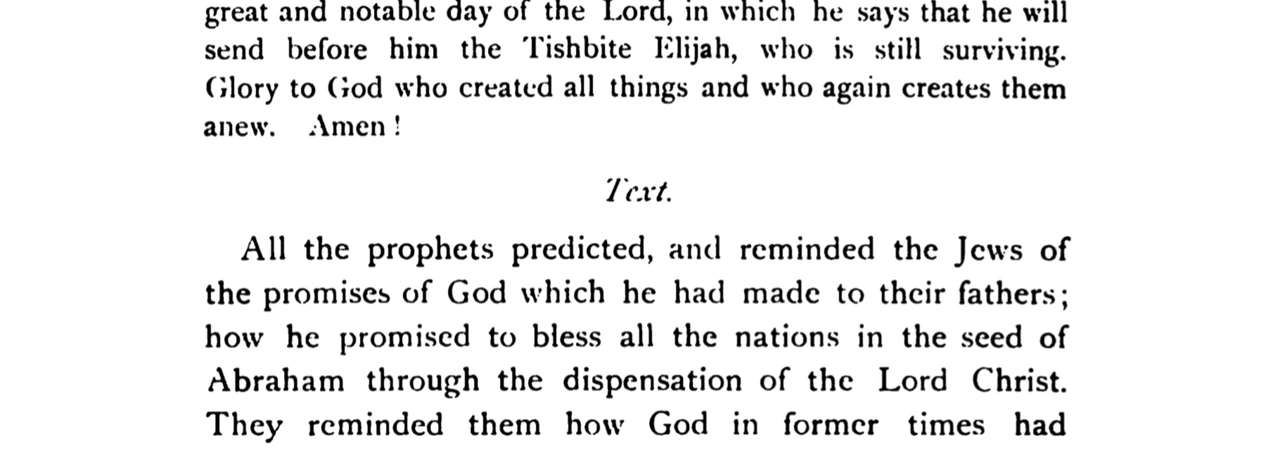 great and notable day of the Lord, in which he says that he will
send before him the Tishbite Elijah, who is still surviving.
Glory to God who created all things and who again creates them
anew. Amen !
Text.
All the prophets predicted, and reminded the Jews of
the promises of God which he had made to their fathers;
how he promised to bless all the nations in the seed of
Abraham through the dispensation of the Lord Christ.
They reminded them how God in former times had